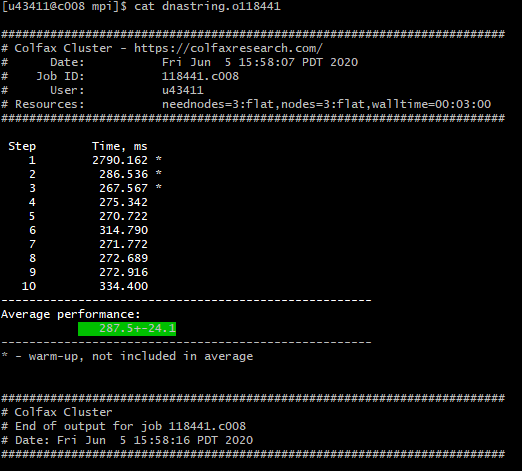 [u43411@c008 mpi]$ cat dnastring.o118441
########################################################################
# Colfax Cluster - https://colfaxresearch.com/
#      Date:           Fri Jun  5 15:58:07 PDT 2020
#    Job ID:           118441.c008
#      User:           u43411
# Resources:           neednodes=3:flat,nodes=3:flat,walltime=00:03:00
########################################################################
 Step        Time, ms
    1        2790.162 *
    2         286.536 *
    3         267.567 *
    4         275.342
    5         270.722
    6         314.790
    7         271.772
    8         272.689
    9         272.916
   10         334.400
-----------------------------------------------------
Average performance:
              287.5+-24.1
-----------------------------------------------------
* - warm-up, not included in average
########################################################################
# Colfax Cluster
# End of output for job 118441.c008
# Date: Fri Jun  5 15:58:16 PDT 2020
########################################################################